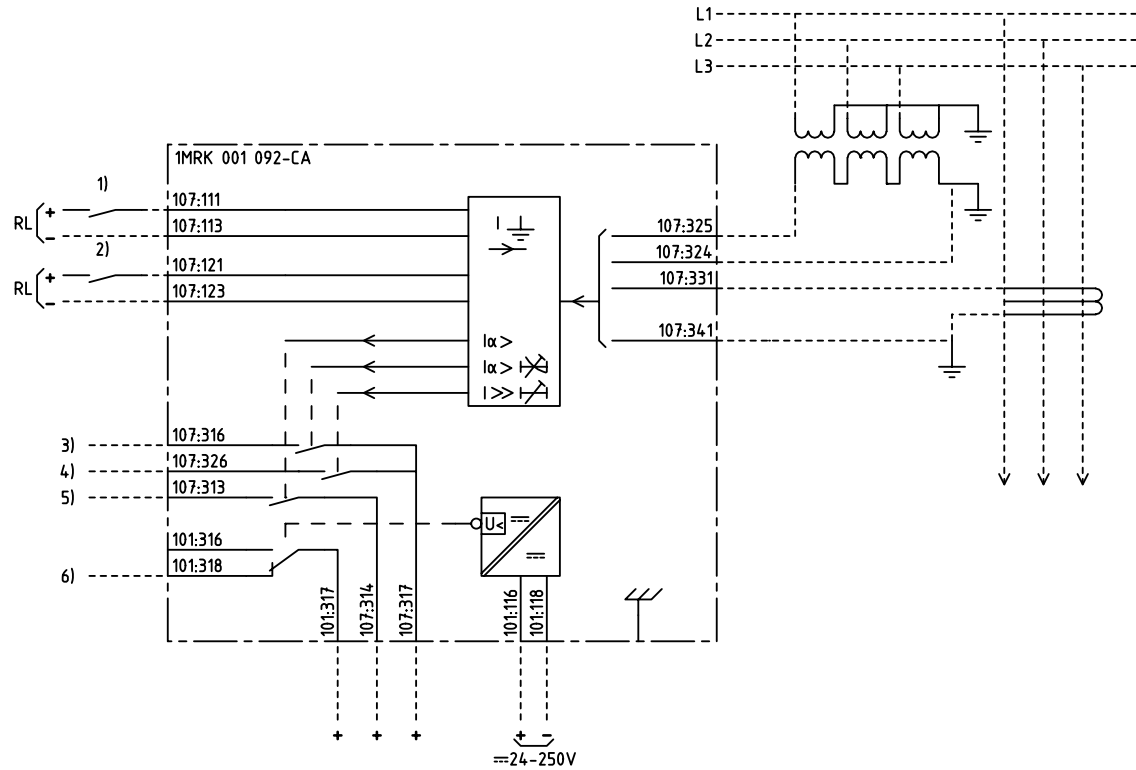 L1
L2
L3
1MRK 001 092-CA
1)
107:111
RL + -
107:113
2)
107:121
RL + -
107:123
I
107:325
107:324
107:331
107:341
Iα>
Iα>
I>>
3) 107:316
4) 107:326
5) 107:313
U<
101:316
6) 101:318
101:317
107:314
107:317
101:116
101:118
+ + + + -
24-250V